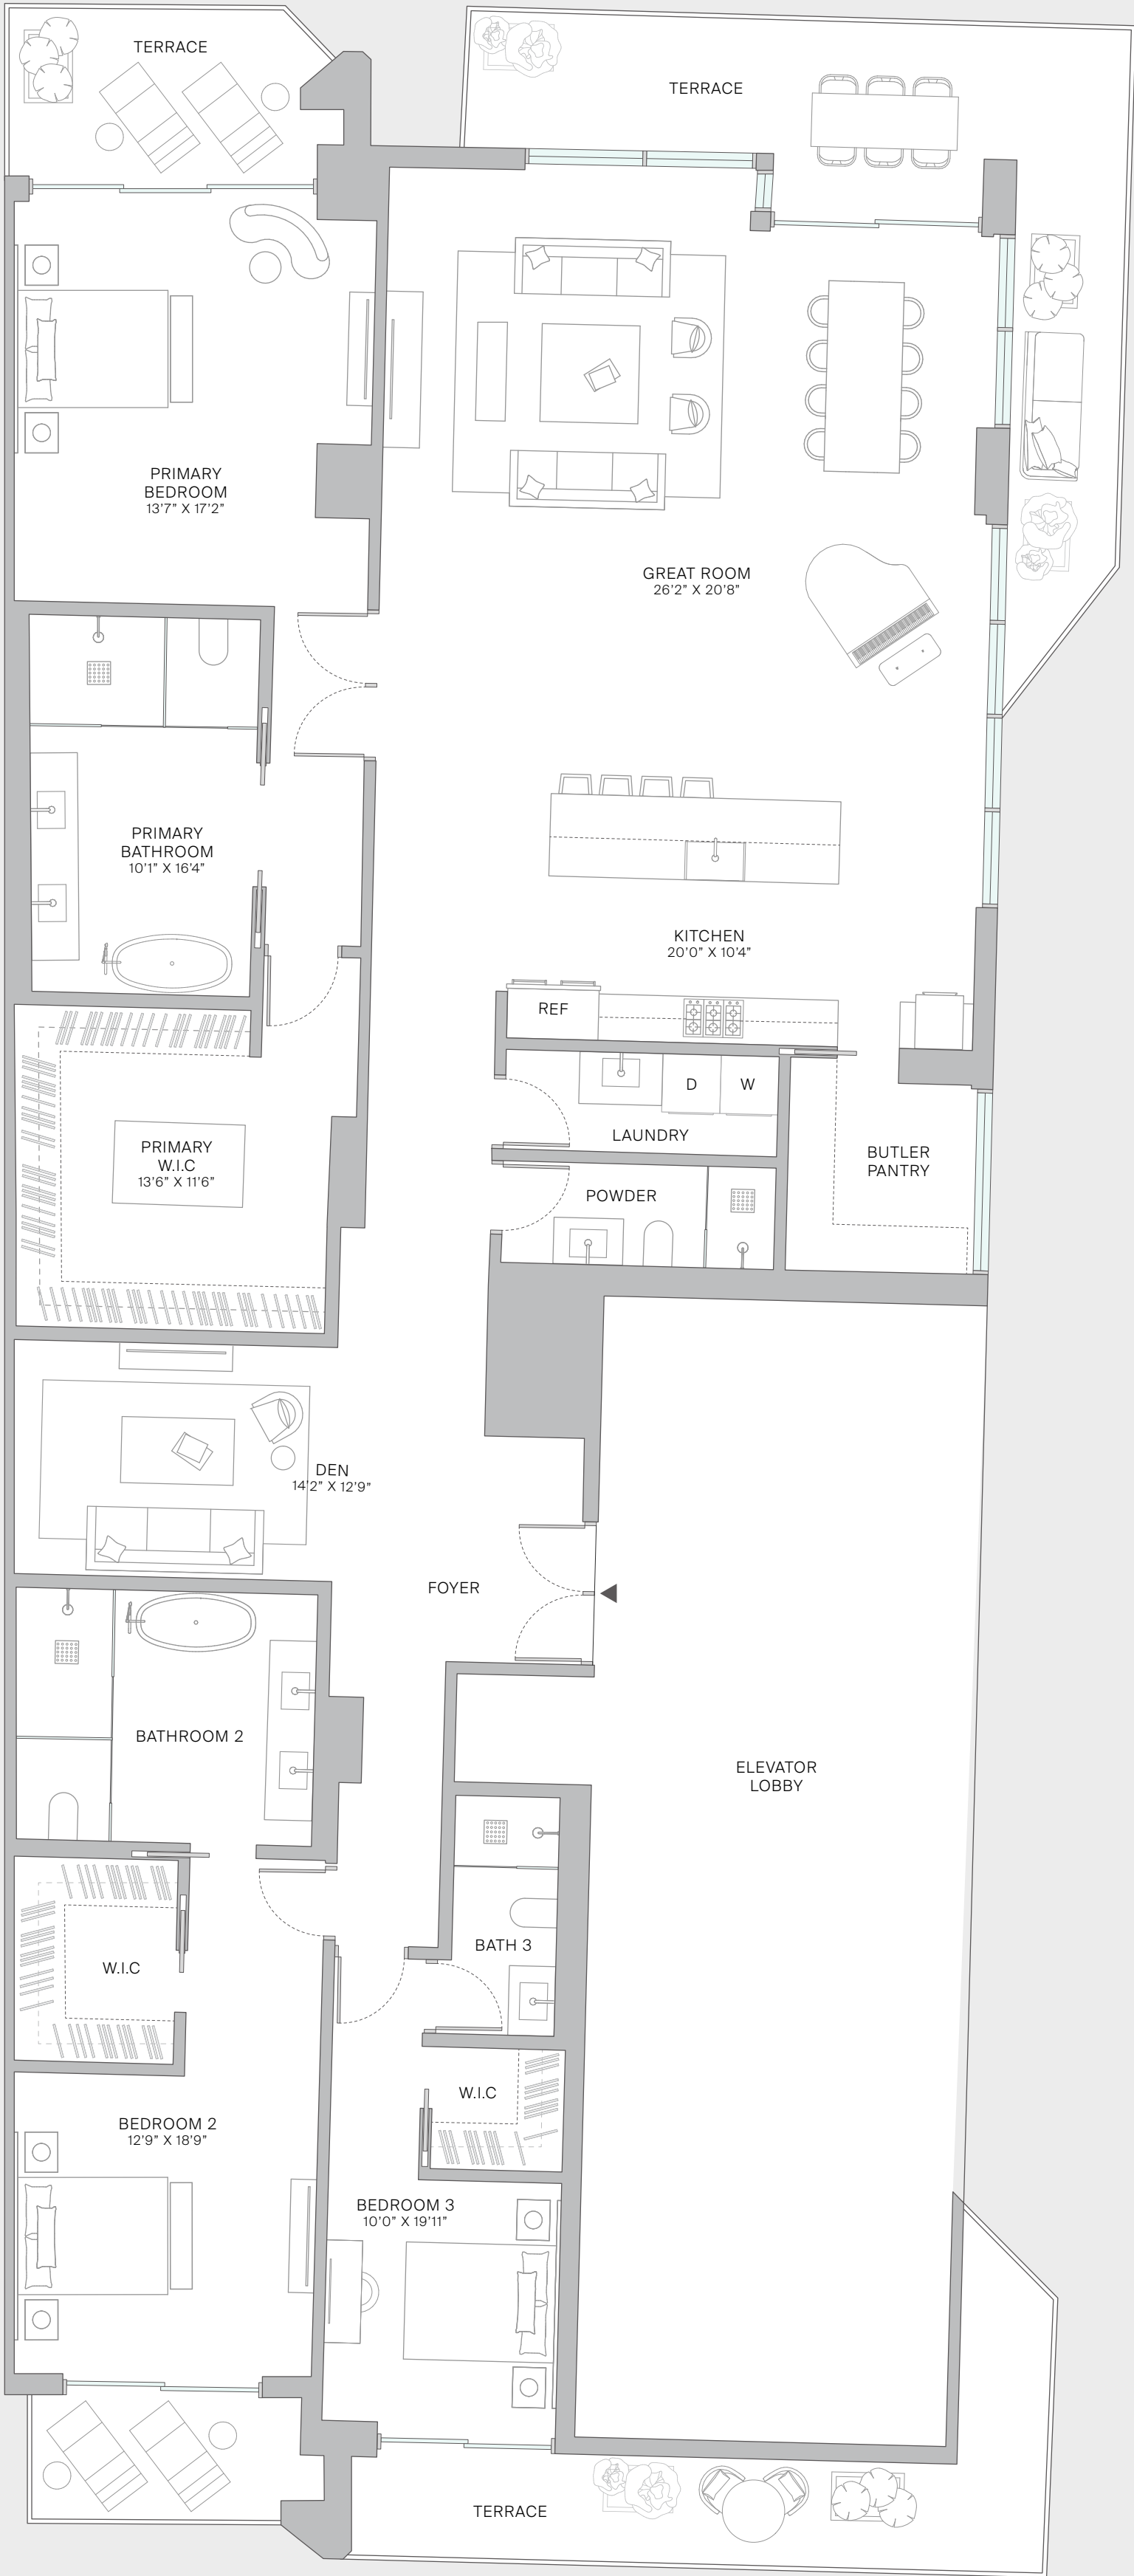 TERRACE
TERRACE
PRIMARY
BEDROOM
13'7" X 17'2"
GREAT ROOM
26'2" X 20'8"
PRIMARY
BATHROOM
10'1" X 16'4"
KITCHEN
20'0" X 10'4"
REF
D
W
LAUNDRY
PRIMARY
W.I.C
13'6" X 11'6"
BUTLER
PANTRY
POWDER
DEN
14'2" X 12'9"
FOYER
BATHROOM 2
ELEVATOR
LOBBY
BATH 3
W.I.C
W.I.C
BEDROOM 2
12'9" X 18'9"
BEDROOM 3
10'0" X 19'11"
TERRACE